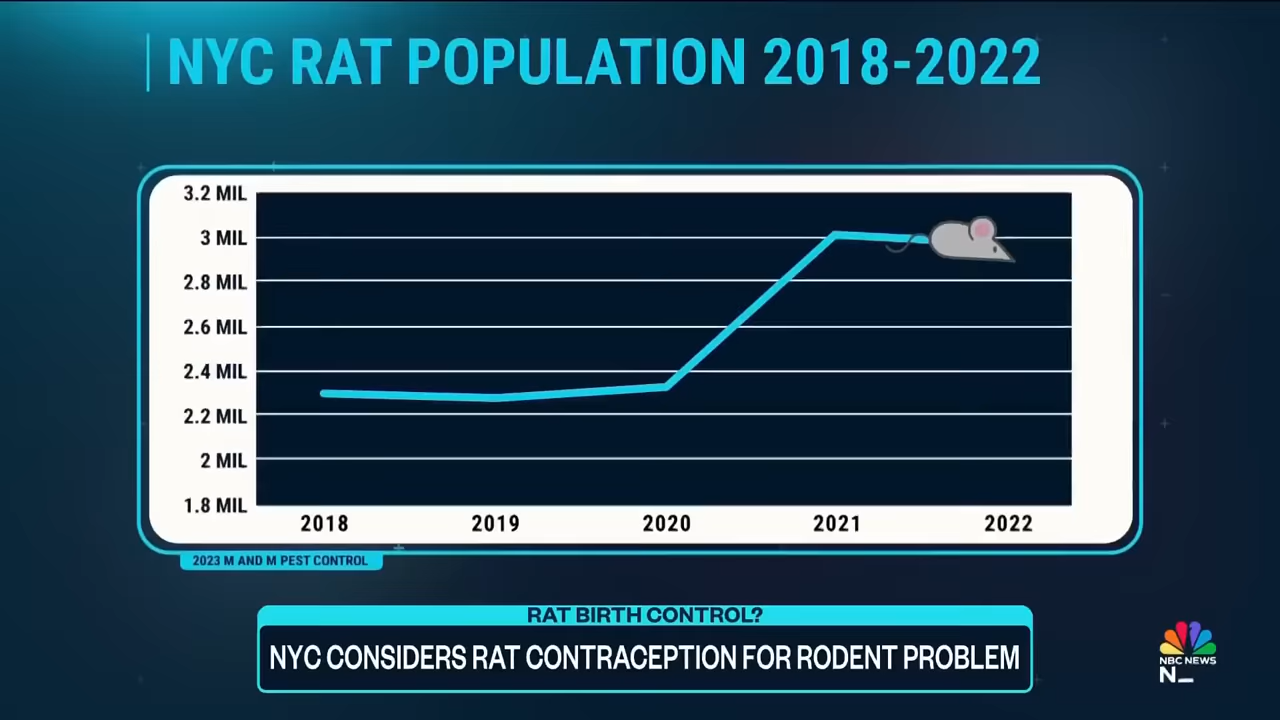 NYC RAT POPULATION 2018-2022
3.2 MIL
3 MIL
2.8 MIL
2.6 MIL
2.4 MIL
2.2 MIL
2 MIL
1.8 MIL
2018 2019 2020 2021 2022
2023 M AND M PEST CONTROL
RAT BIRTH CONTROL?
NYC CONSIDERS RAT CONTRACEPTION FOR RODENT PROBLEM
NBC NEWS
N_